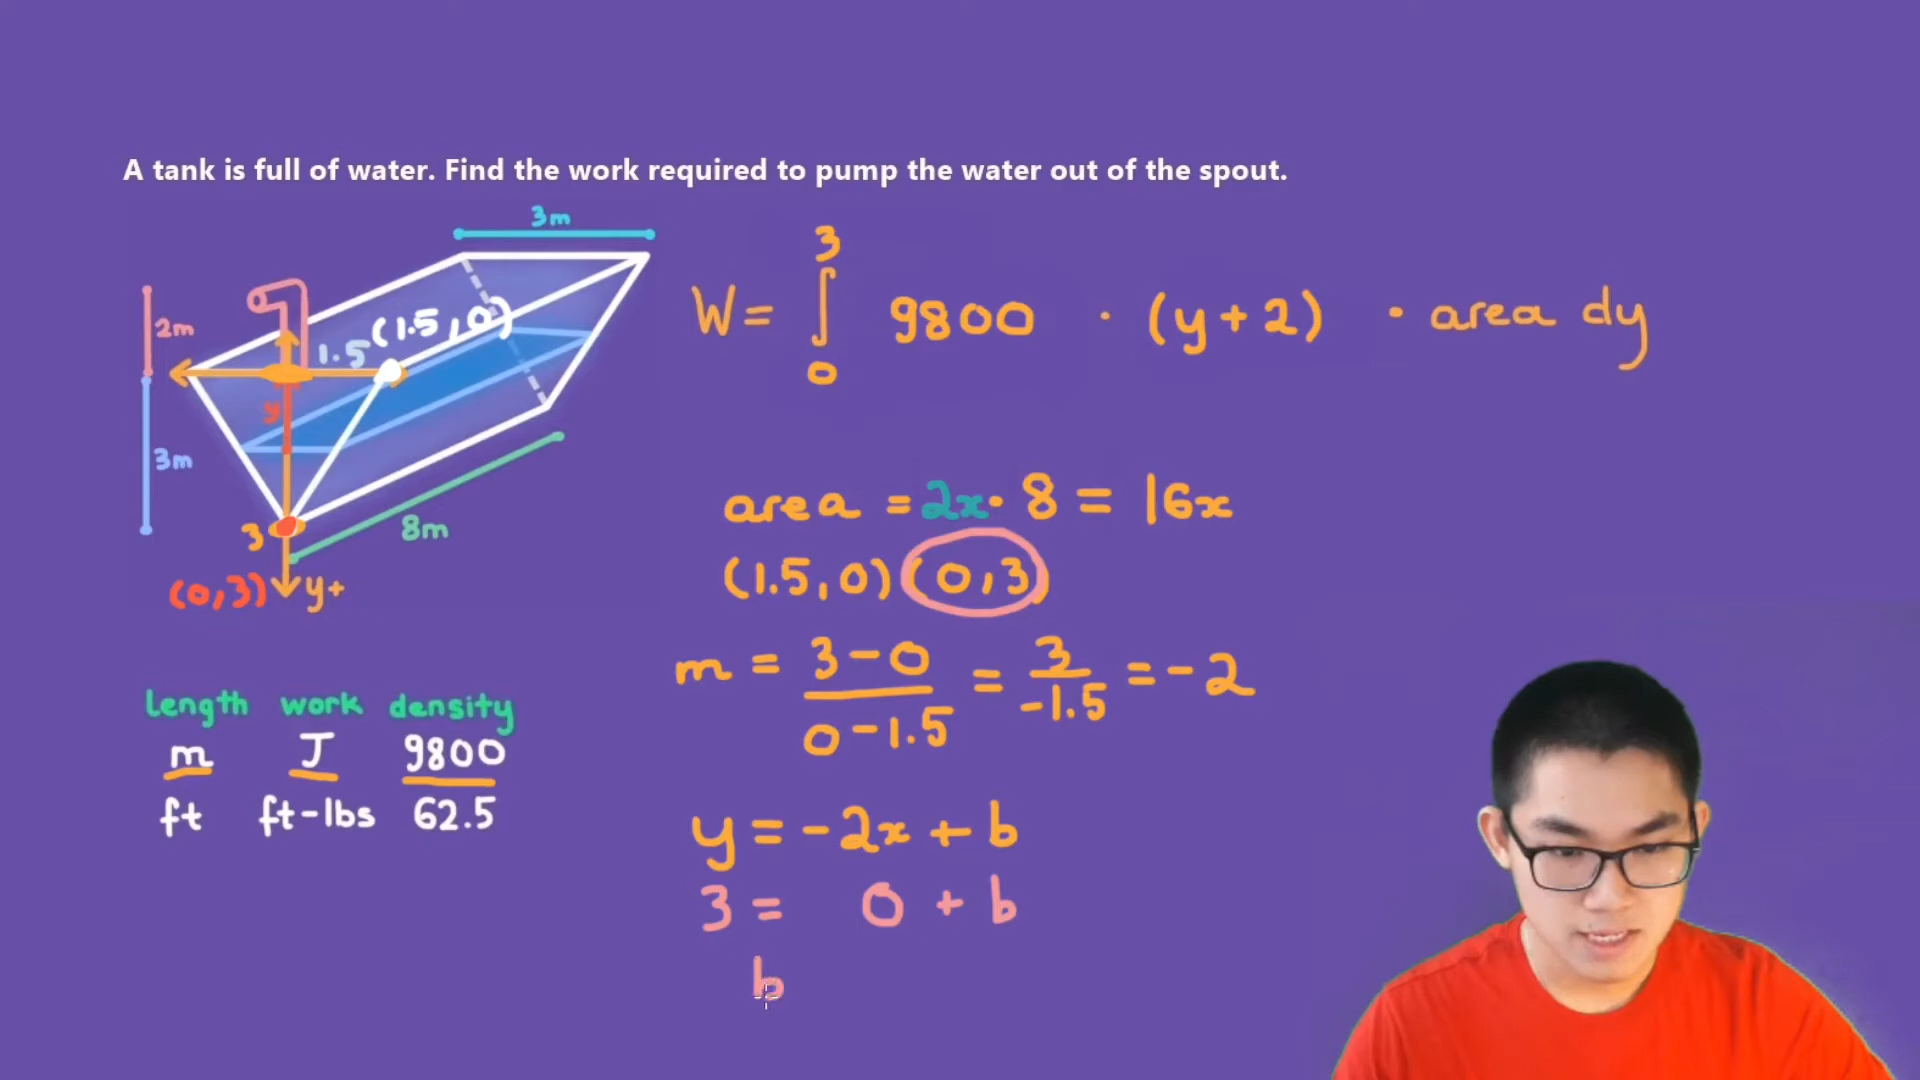 A tank is full of water. Find the work required to pump the water out of the spout.
3m
2m
1.5
(1.5, 0)
y
3m
3
8m
(0,3)
y+
length work density
m J 9800
ft ft-lbs 62.5
W = ∫₀³ 9800 · (y+2) · area dy
area = 2x · 8 = 16x
(1.5, 0) (0,3)
m = 3-0 / 0-1.5 = 3 / -1.5 = -2
y = -2x + b
3 = 0 + b
b